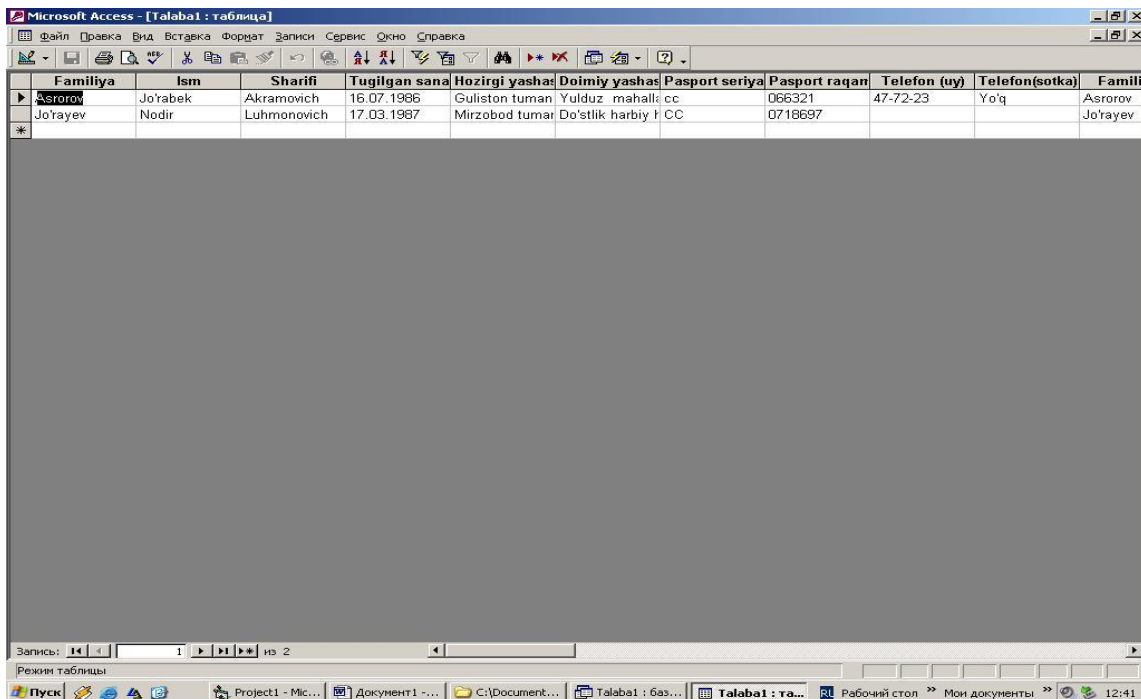 Microsoft Access - [Talaba1 : таблица]
Файл Правка Вид Вставка Формат Записи Сервис Окно Справка
Familiya Ism Sharifi Tugilgan sana Hozirgi yashas Doimiy yashas Pasport seriya Pasport raqam Telefon (uy) Telefon(sotka) Famili
Asrorov Jo'rabek Akramovich 16.07.1986 Guliston tuman Yulduz mahalla cc 066321 47-72-23 Yo'q Asrorov
Jo'rayev Nodir Luhmonovich 17.03.1987 Mirzobod tuman Do'stlik harbiy h CC 0718697 Jo'rayev
Запись: 1 из 2
Режим таблицы
Пуск Project1 - Mic... Документ1 -... C:\Document... Talaba1 : баз... Talaba1 : та... RU Рабочий стол » Мои документы » 12:41